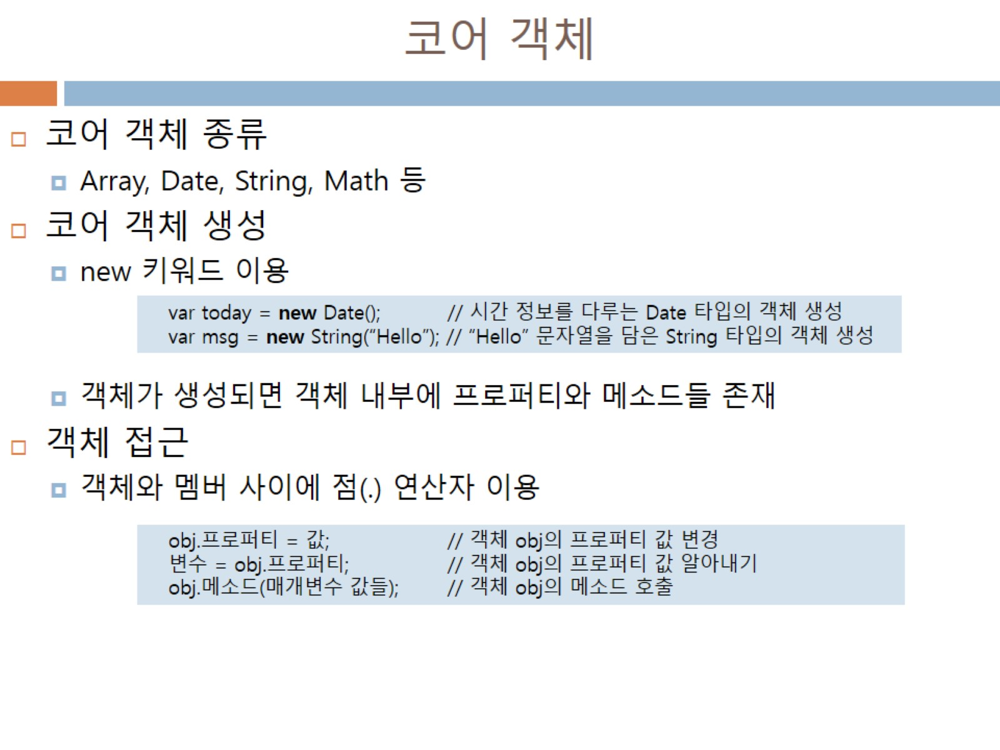 코어 객체
코어 객체 종류
Array, Date, String, Math 등
코어 객체 생성
new 키워드 이용
var today = new Date(); // 시간 정보를 다루는 Date 타입의 객체 생성
var msg = new String(“Hello”); // “Hello” 문자열을 담은 String 타입의 객체 생성
객체가 생성되면 객체 내부에 프로퍼티와 메소드들 존재
객체 접근
객체와 멤버 사이에 점(.) 연산자 이용
obj.프로퍼티 = 값; // 객체 obj의 프로퍼티 값 변경
변수 = obj.프로퍼티; // 객체 obj의 프로퍼티 값 알아내기
obj.메소드(매개변수 값들); // 객체 obj의 메소드 호출